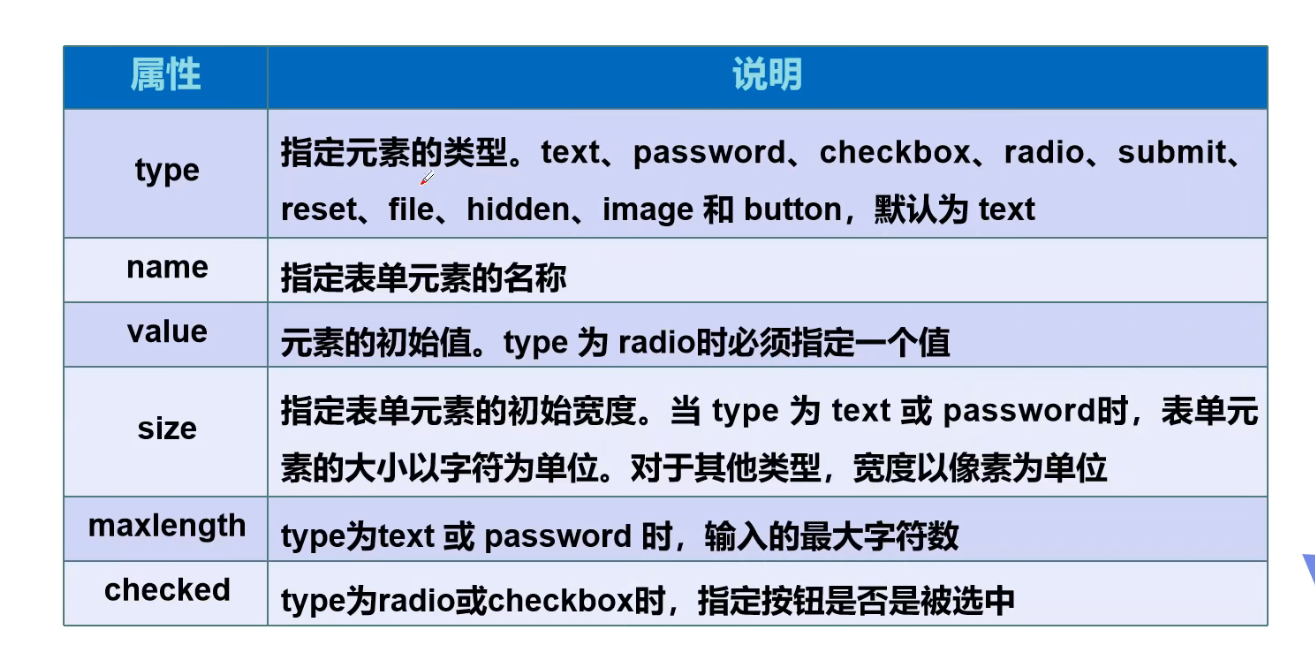 属性 说明
type
指定元素的类型。text、password、checkbox、radio、submit、
reset、file、hidden、image 和 button，默认为 text
name 指定表单元素的名称
value 元素的初始值。type 为 radio时必须指定一个值
size
指定表单元素的初始宽度。当 type 为 text 或 password时，表单元
素的大小以字符为单位。对于其他类型，宽度以像素为单位
maxlength type为text 或 password 时，输入的最大字符数
checked type为radio或checkbox时，指定按钮是否是被选中